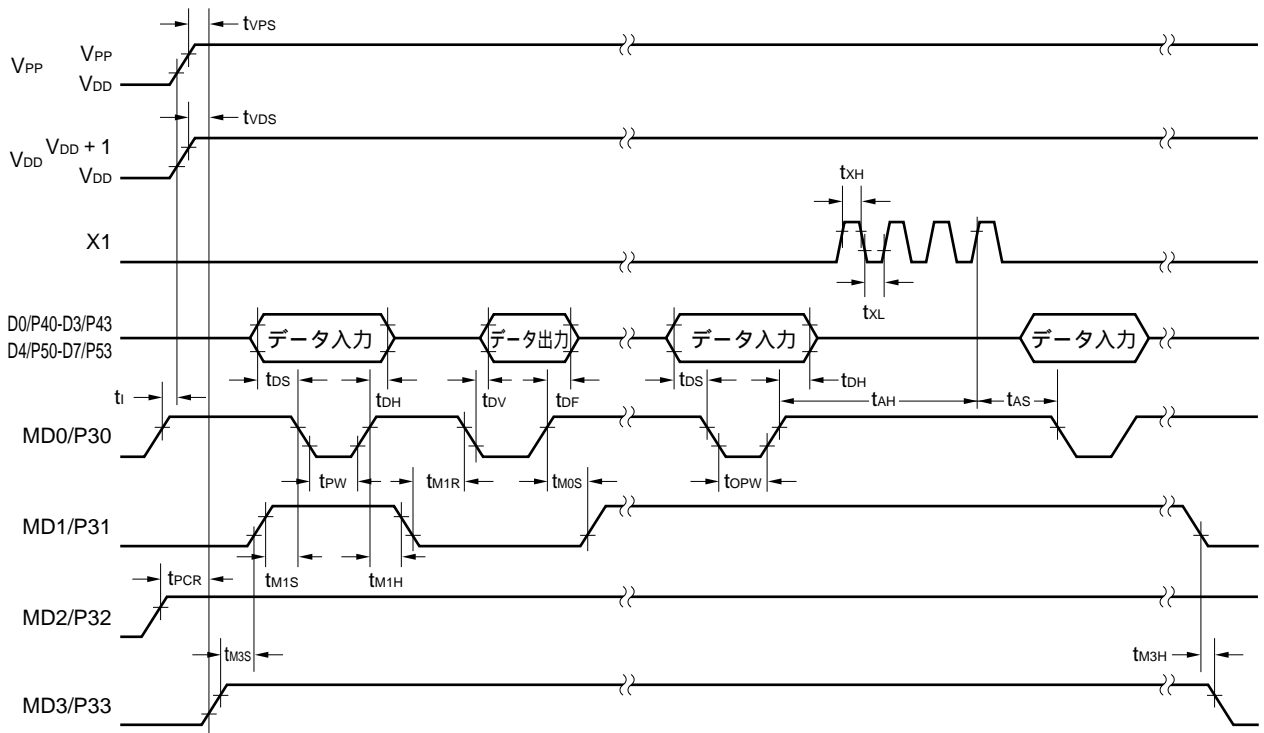 tVPS
VPP
VPP
VDD
tVDS
VDD
VDD + 1
VDD
tXH
X1
tXL
D0/P40-D3/P43
D4/P50-D7/P53
データ入力
データ出力
データ入力
データ入力
tI
tDS
tDH
tDV
tDF
tDS
tDH
tAH
tAS
MD0/P30
tPW
tM1R
tM0S
tOPW
MD1/P31
tM1S
tM1H
tPCR
MD2/P32
tM3S
tM3H
MD3/P33